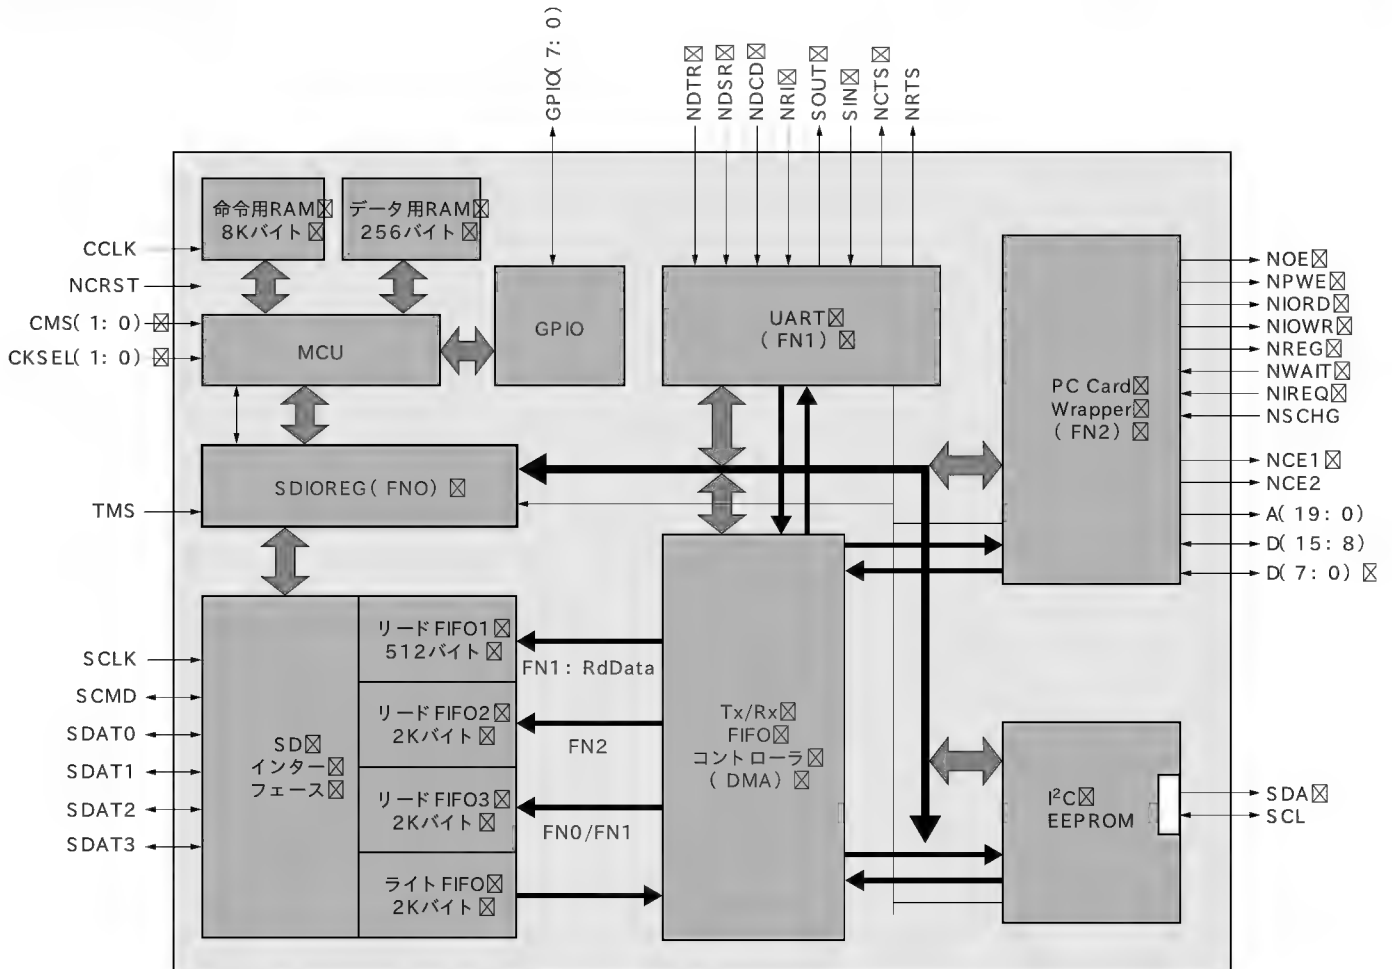 GPIO( 7: 0)
NDTR
NDSR
NDCD
NRI
SOUT
SIN
NCTS
NRTS
命令用RAM
8Kバイト
データ用RAM
256バイト
CCLK
NCRST
CMS( 1: 0)
CKSEL( 1: 0)
MCU
GPIO
UART
( FN1)
PC Card
Wrapper
( FN2)
NOE
NPWE
NIORD
NIOWR
NREG
NWAIT
NIREQ
NSCHG
NCE1
NCE2
A( 19: 0)
D( 15: 8)
D( 7: 0)
SDIOREG( FNO)
TMS
SCLK
SCMD
SDAT0
SDAT1
SDAT2
SDAT3
SD
インター
フェース
リードFIFO1
512バイト
リードFIFO2
2Kバイト
リードFIFO3
2Kバイト
ライトFIFO
2Kバイト
FN1: RdData
FN2
FN0/FN1
Tx/Rx
FIFO
コントローラ
( DMA)
I²C
EEPROM
SDA
SCL